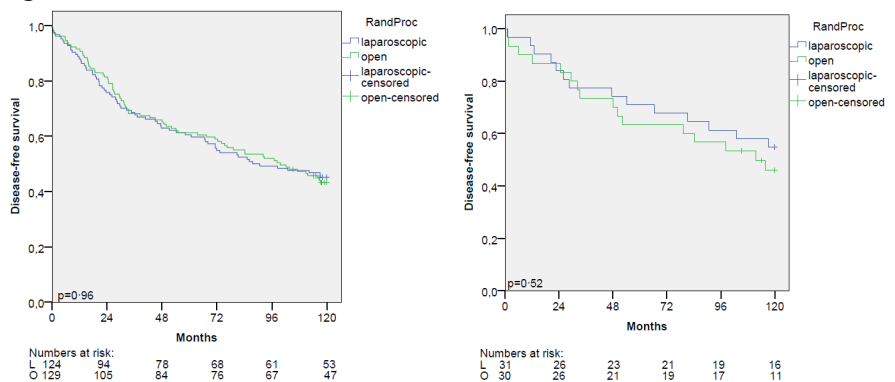 RandProc
laparoscopic
open
laparoscopic-
censored
open-censored
1,0
0,8
0,6
0,4
0,2
0,0
Disease-free survival
p=0·96
0 24 48 72 96 120
Months
Numbers at risk:
L 124 94 78 68 61 53
O 129 105 84 76 67 47
RandProc
laparoscopic
open
laparoscopic-
censored
open-censored
1,0
0,8
0,6
0,4
0,2
0,0
Disease-free survival
p=0·52
0 24 48 72 96 120
Months
Numbers at risk:
L 31 26 23 21 19 16
O 30 26 21 19 17 11